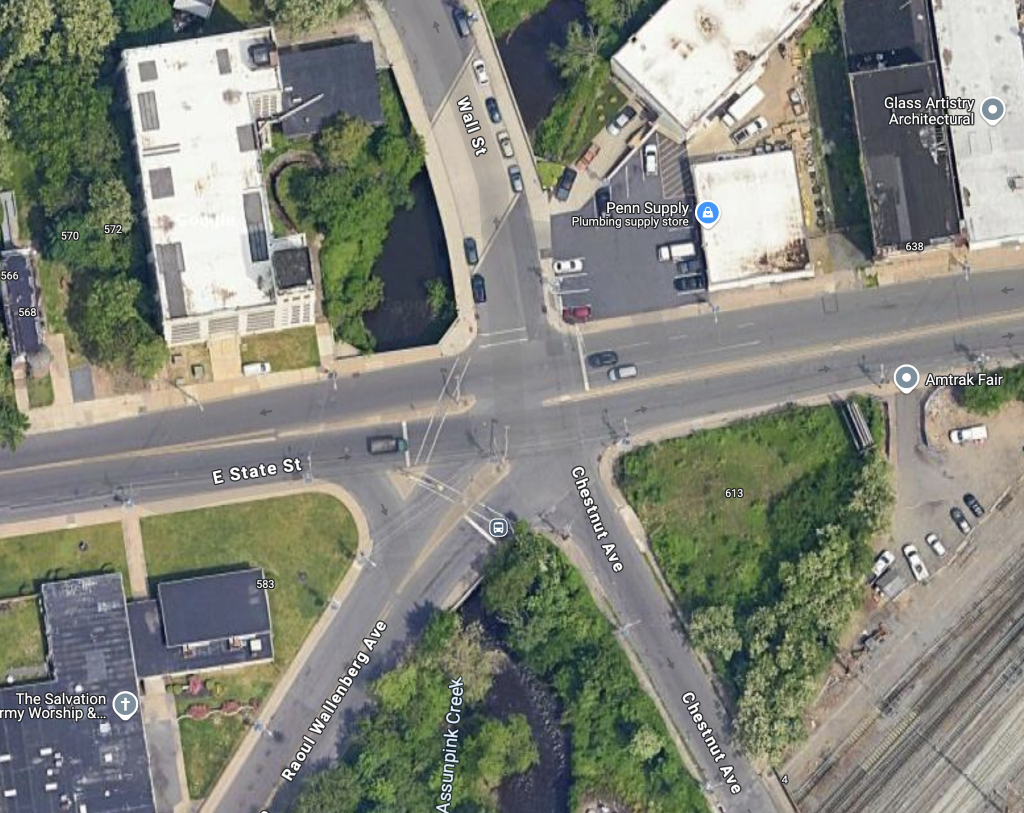 Wall St
Glass Artistry
Architectural
Penn Supply
Plumbing supply store
570
572
566
568
638
Amtrak Fair
E State St
Chestnut Ave
613
583
Raoul Wallenberg Ave
The Salvation
rmy Worship &...
Assunpink Creek
Chestnut Ave
4